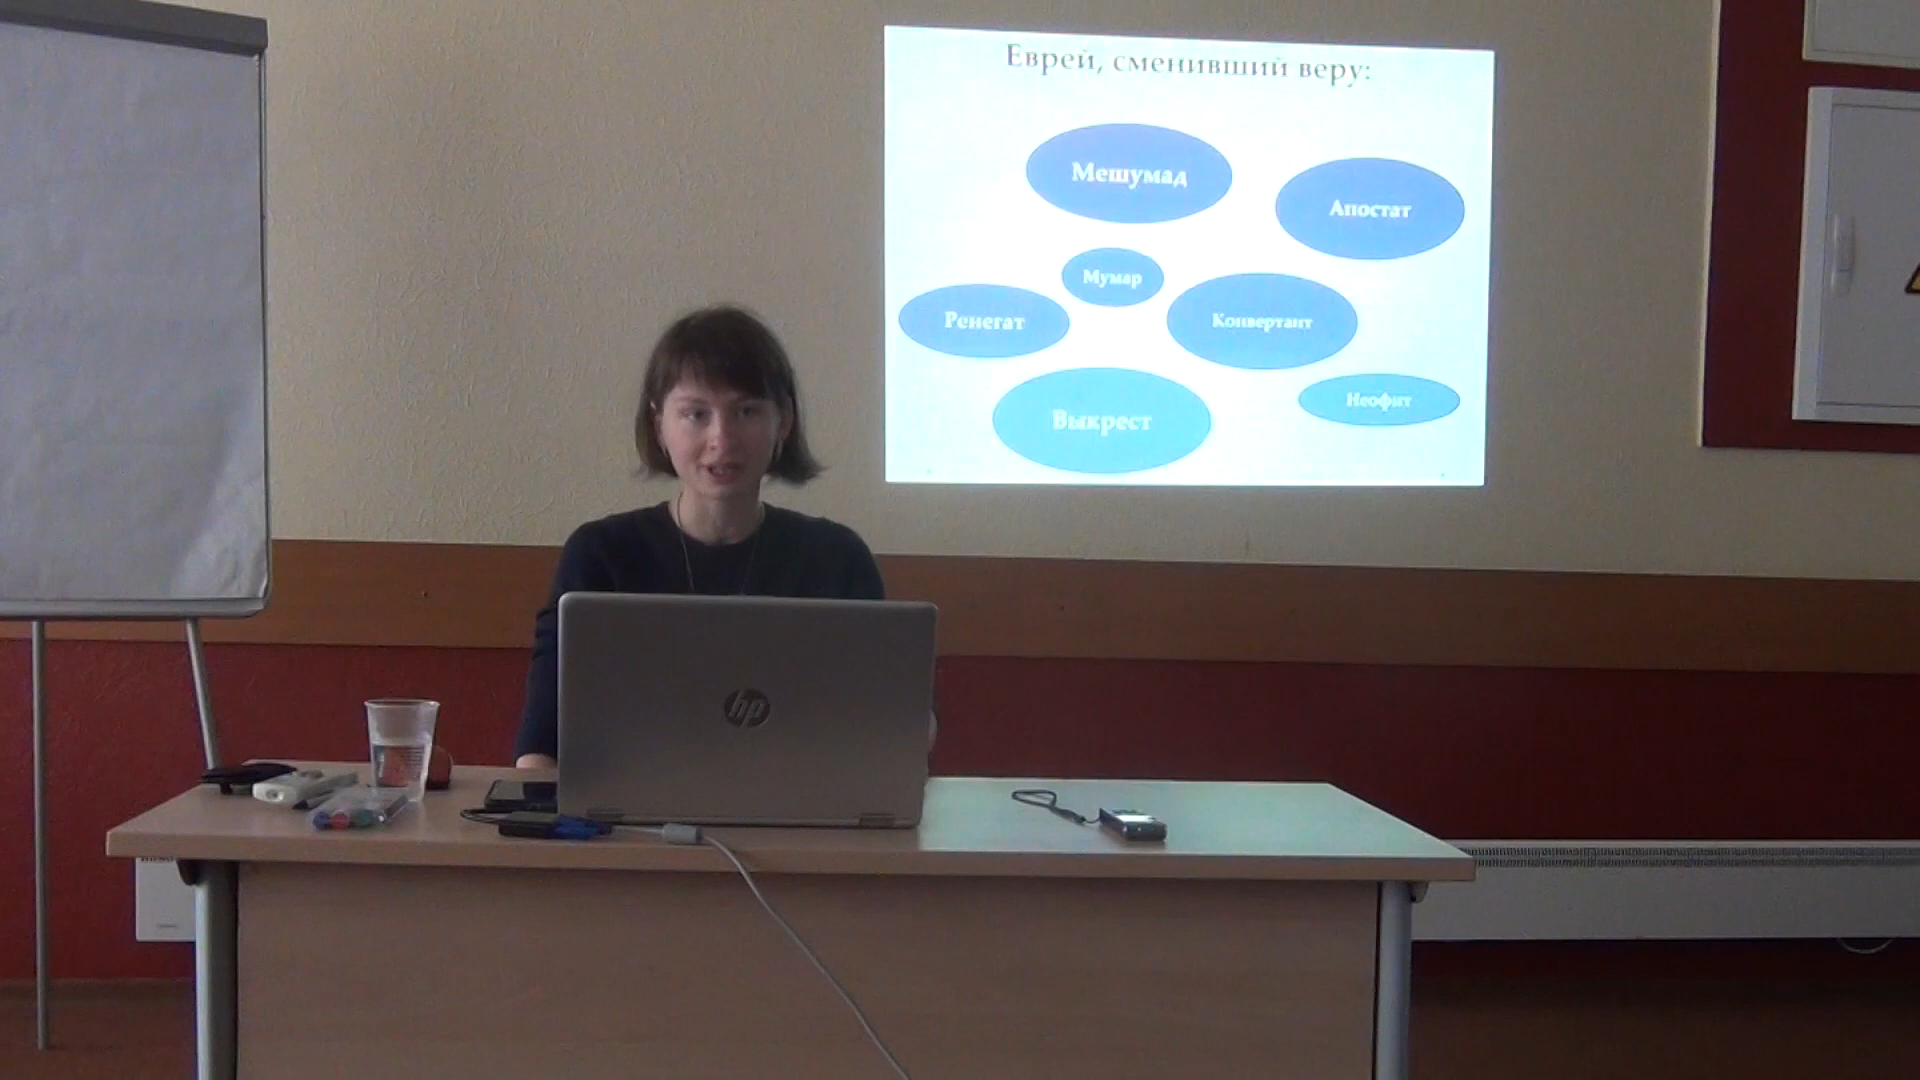 Еврей, сменивший веру:
Мешумад
Апостат
Мумар
Ренегат
Конвертант
Выкрест
Неофит
hp